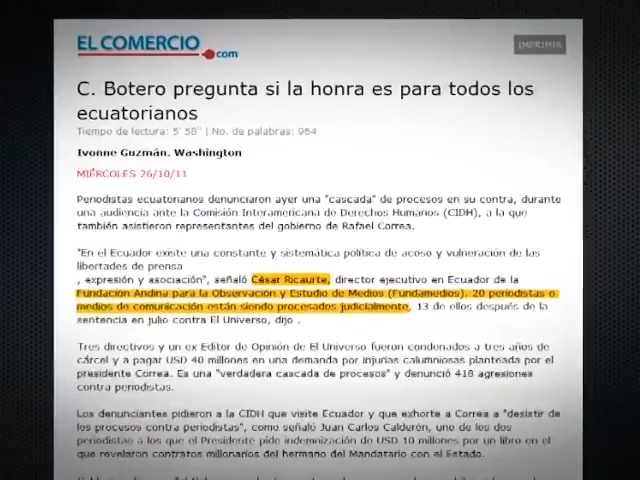 EL COMERCIO
.com
IMPRIMIR
C. Botero pregunta si la honra es para todos los
ecuatorianos
Tiempo de lectura: 5' 58'' | No. de palabras: 964
Ivonne Guzmán. Washington
MIÉRCOLES 26/10/11
Periodistas ecuatorianos denunciaron ayer una "cascada" de procesos en su contra, durante
una audiencia ante la Comisión Interamericana de Derechos Humanos (CIDH), a la que
también asistieron representantes del gobierno de Rafael Correa.
"En el Ecuador existe una constante y sistemática política de acoso y vulneración de las
libertades de prensa
, expresión y asociación", señaló César Ricaurte, director ejecutivo en Ecuador de la
Fundación Andina para la Observación y Estudio de Medios (Fundamedios). 20 periodistas o
medios de comunicación están siendo procesados judicialmente, 13 de ellos después de la
sentencia en julio contra El Universo, dijo .
Tres directivos y un ex Editor de Opinión de El Universo fueron condenados a tres años de
cárcel y a pagar USD 40 millones en una demanda por injurias calumniosas planteada por el
presidente Correa. Es una "verdadera cascada de procesos" y denunció 418 agresiones
contra periodistas.
Los denunciantes pidieron a la CIDH que visite Ecuador y que exhorte a Correa a "desistir de
los procesos contra periodistas", como señaló Juan Carlos Calderón, uno de los dos
periodistas a los que el Presidente pide indemnización de USD 10 millones por un libro en el
que revelaron contratos millonarios del hermano del Mandatario con el Estado.